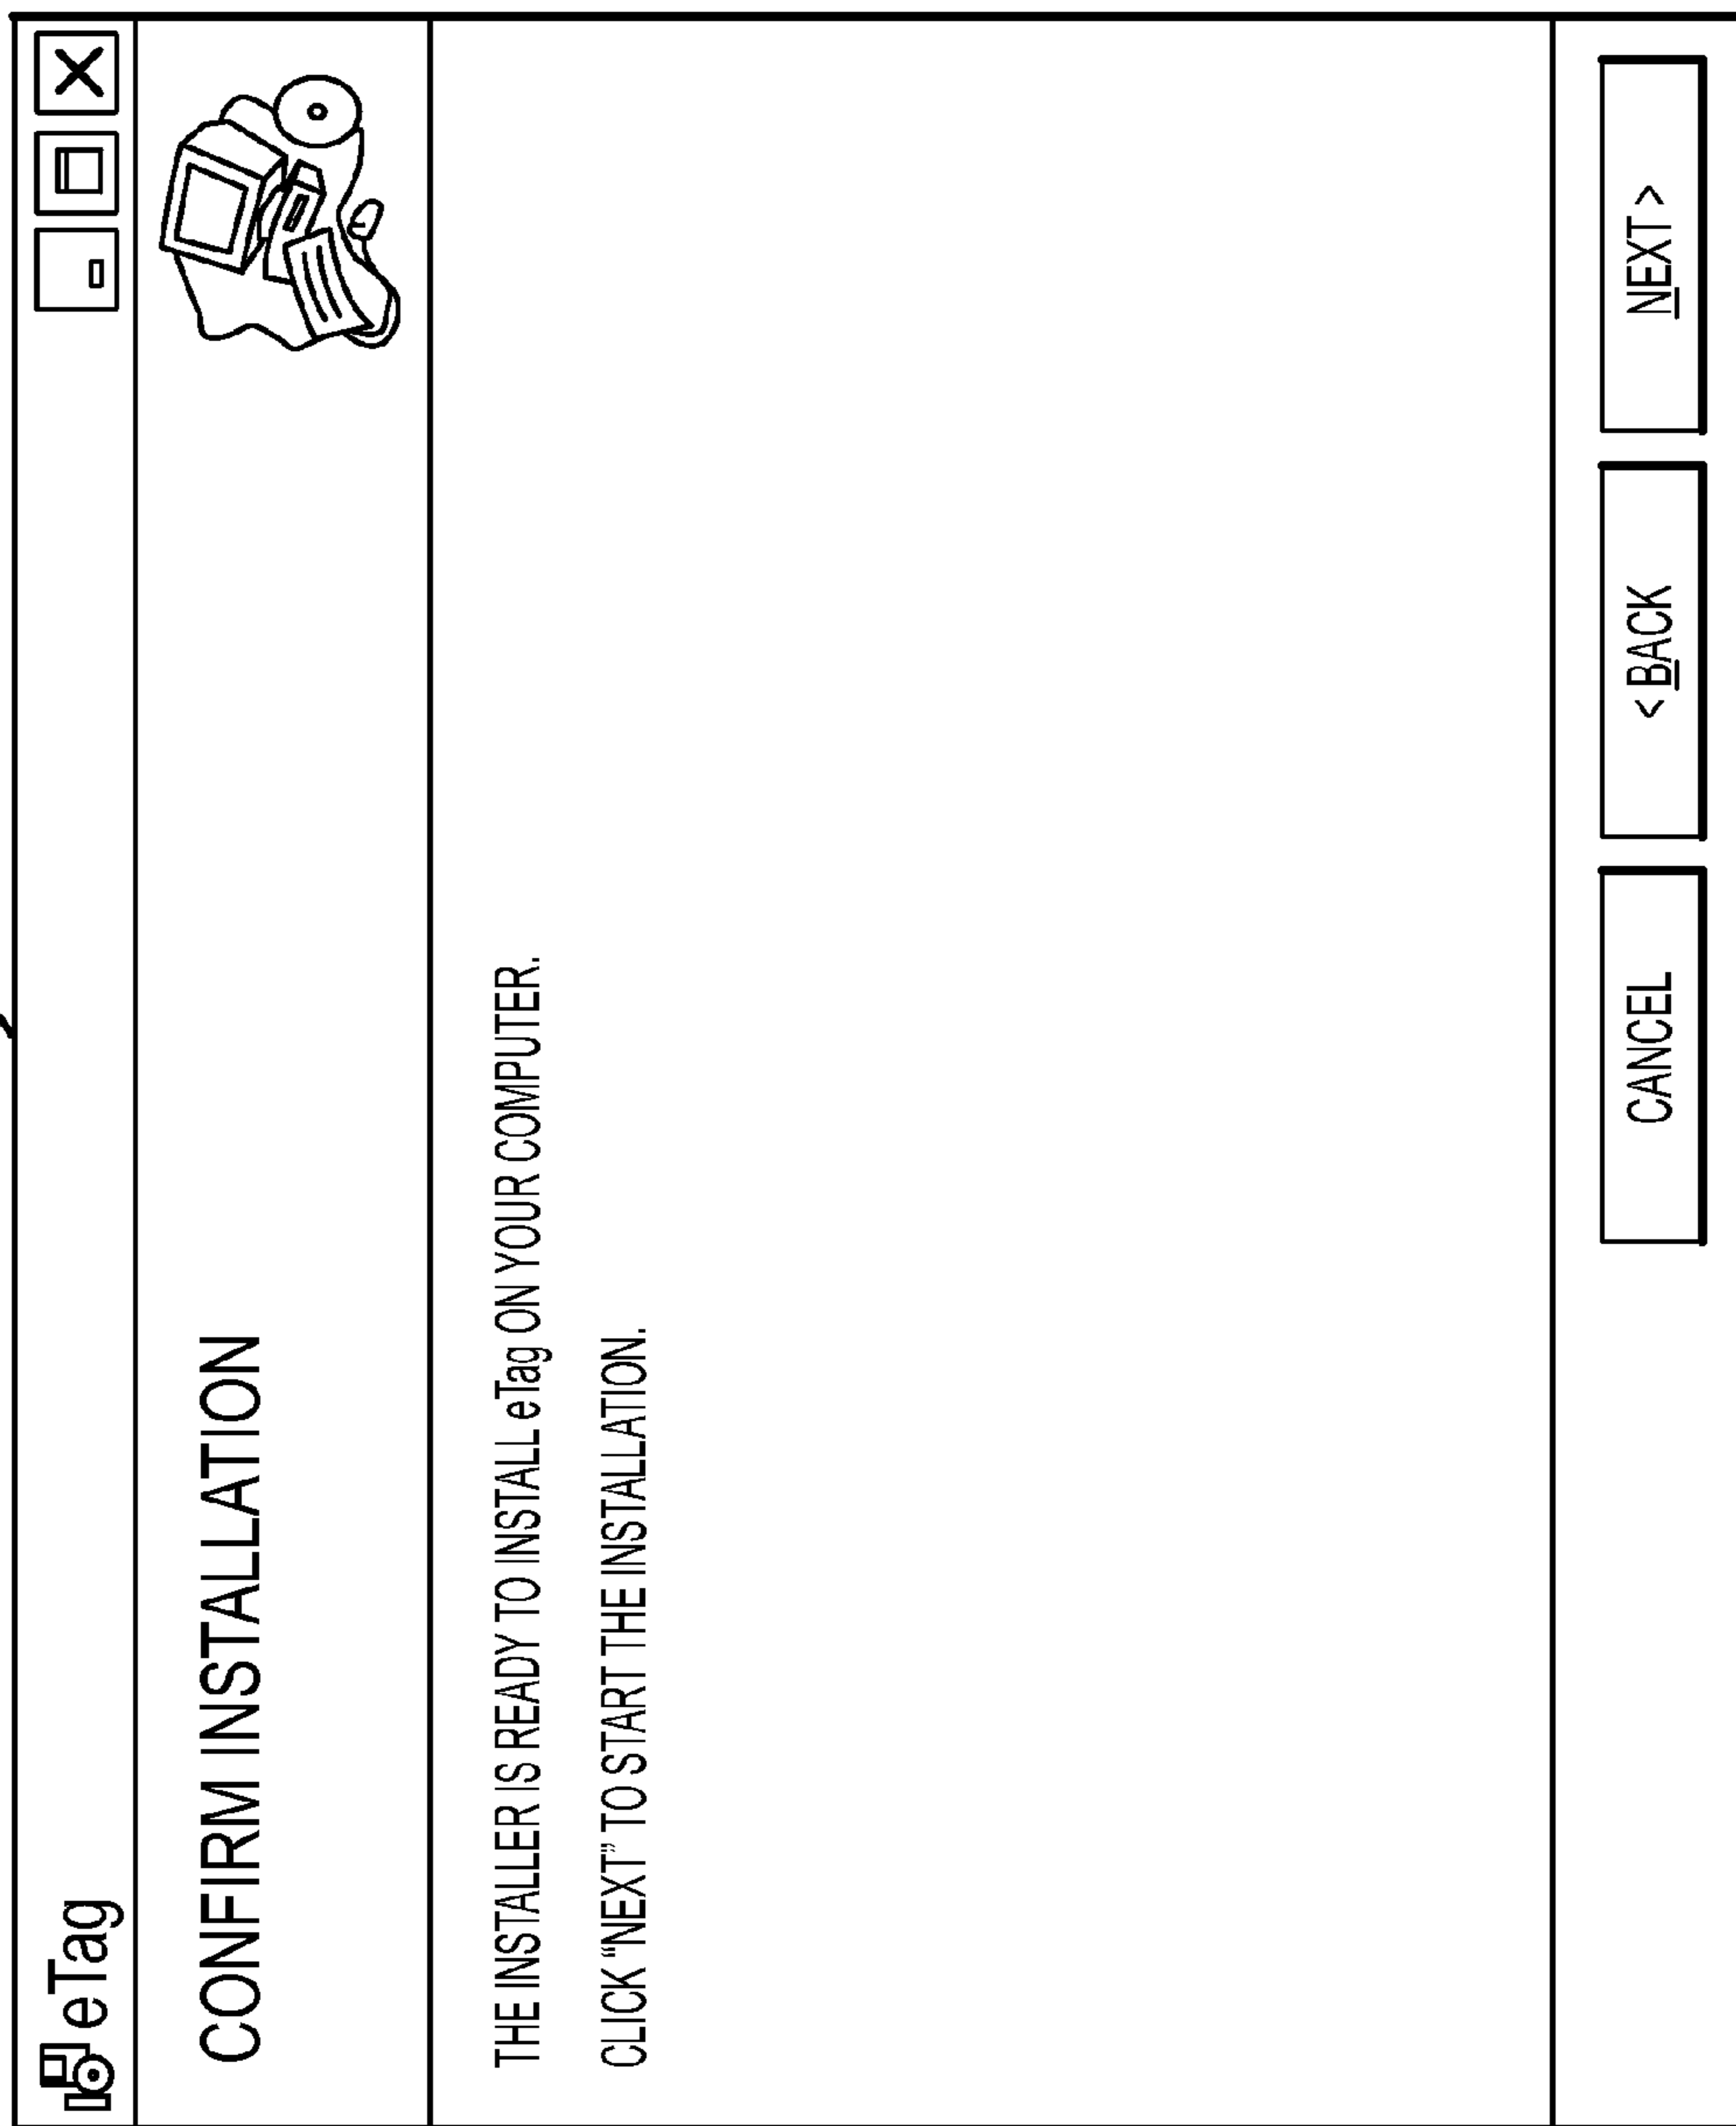 eTag
CONFIRM INSTALLATION
THE INSTALLER IS READY TO INSTALL eTag ON YOUR COMPUTER.
CLICK “NEXT” TO START THE INSTALLATION.
CANCEL
< BACK
NEXT >